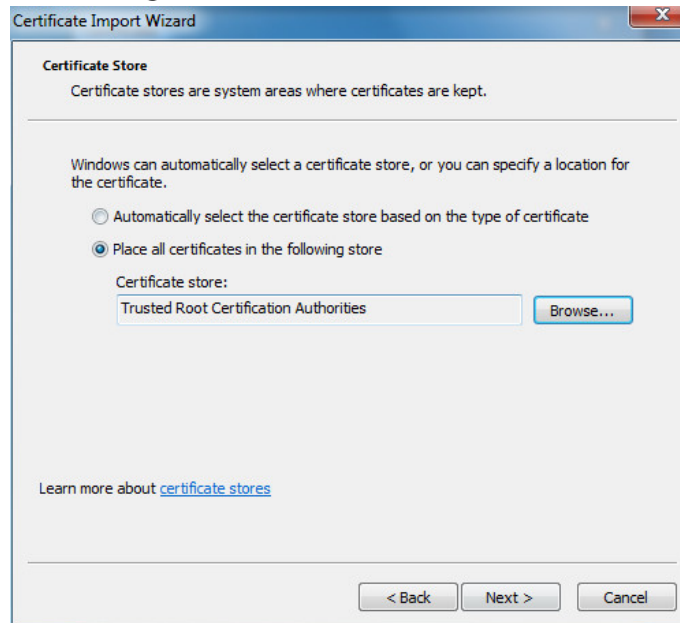 Certificate Import Wizard
X
Certificate Store
Certificate stores are system areas where certificates are kept.
Windows can automatically select a certificate store, or you can specify a location for
the certificate.
Automatically select the certificate store based on the type of certificate
Place all certificates in the following store
Certificate store:
Trusted Root Certification Authorities
Browse...
Learn more about certificate stores
< Back
Next >
Cancel